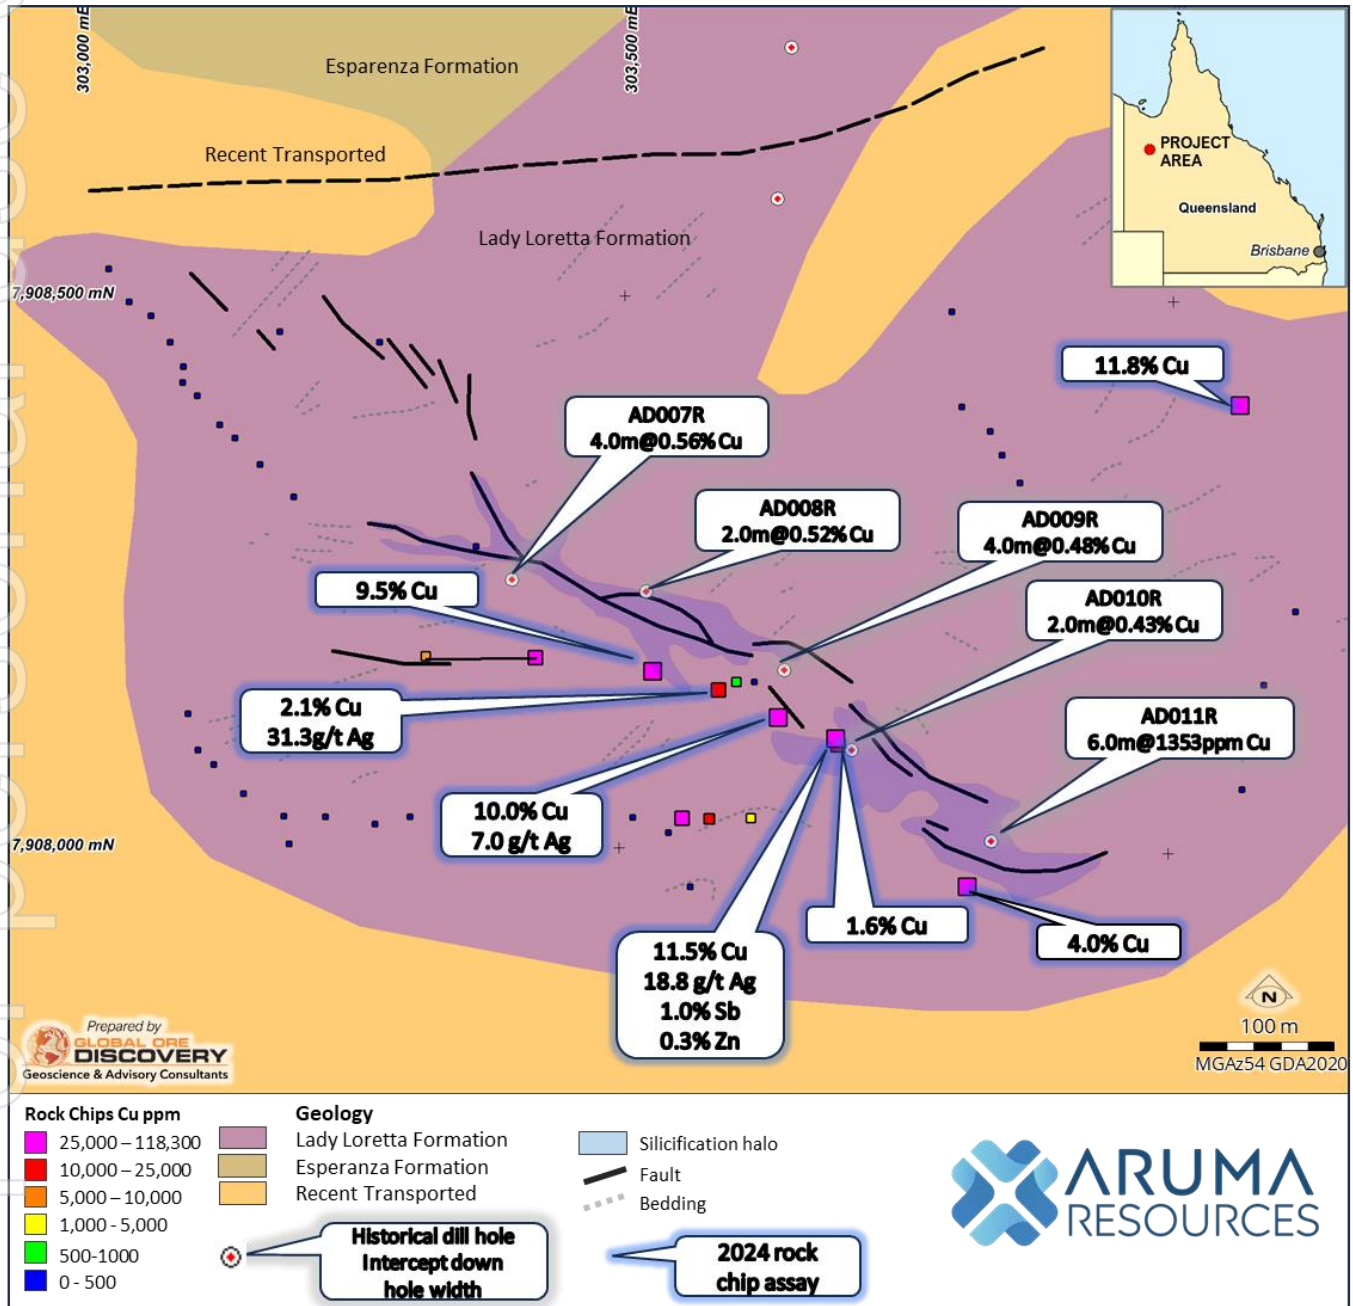 303,000 mE
303,500 mE
Esparenza Formation
Recent Transported
Lady Loretta Formation
PROJECT
AREA
Queensland
Brisbane
7,908,500 mN
11.8% Cu
AD007R
4.0m@0.56% Cu
AD008R
2.0m@0.52% Cu
AD009R
4.0m@0.48% Cu
9.5% Cu
AD010R
2.0m@0.43% Cu
2.1% Cu
31.3g/t Ag
AD011R
6.0m@1353ppm Cu
10.0% Cu
7.0 g/t Ag
7,908,000 mN
1.6% Cu
4.0% Cu
11.5% Cu
18.8 g/t Ag
1.0% Sb
0.3% Zn
N
100 m
MGAz54 GDA2020
Prepared by
GLOBAL ORE
DISCOVERY
Geoscience & Advisory Consultants
Rock Chips Cu ppm
25,000 – 118,300
10,000 – 25,000
5,000 – 10,000
1,000 - 5,000
500-1000
0 - 500
Geology
Lady Loretta Formation
Esperanza Formation
Recent Transported
Silicification halo
Fault
Bedding
Historical dill hole
Intercept down
hole width
2024 rock
chip assay
ARUMA
RESOURCES